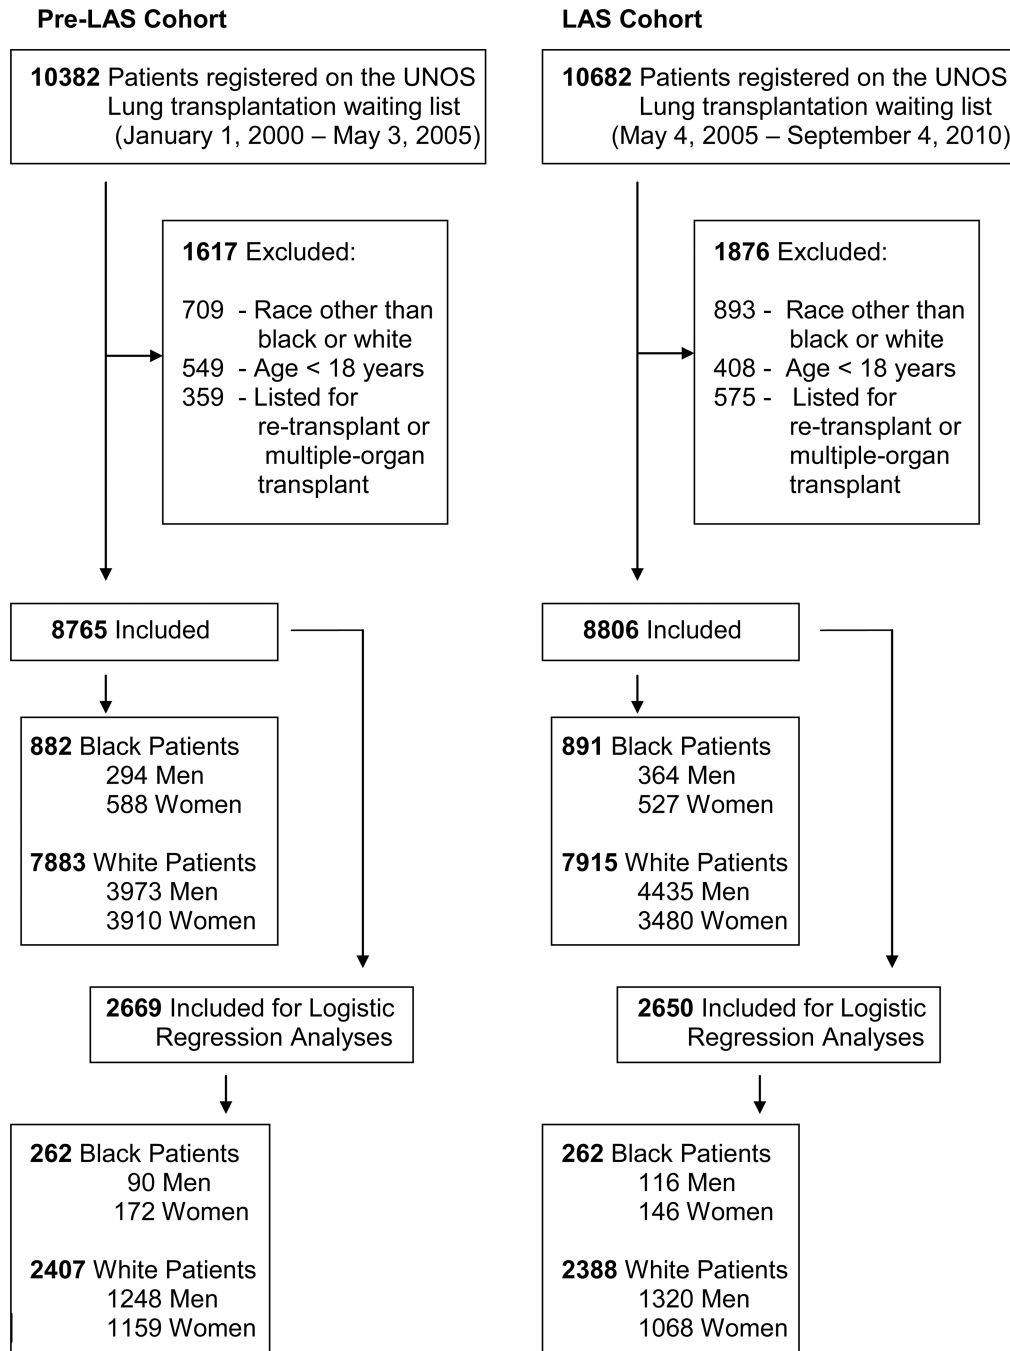 Pre-LAS Cohort
10382 Patients registered on the UNOS
Lung transplantation waiting list
(January 1, 2000 – May 3, 2005)
1617 Excluded:
709 - Race other than
black or white
549 - Age < 18 years
359 - Listed for
re-transplant or
multiple-organ
transplant
8765 Included
882 Black Patients
294 Men
588 Women
7883 White Patients
3973 Men
3910 Women
2669 Included for Logistic
Regression Analyses
262 Black Patients
90 Men
172 Women
2407 White Patients
1248 Men
1159 Women
LAS Cohort
10682 Patients registered on the UNOS
Lung transplantation waiting list
(May 4, 2005 – September 4, 2010)
1876 Excluded:
893 - Race other than
black or white
408 - Age < 18 years
575 - Listed for
re-transplant or
multiple-organ
transplant
8806 Included
891 Black Patients
364 Men
527 Women
7915 White Patients
4435 Men
3480 Women
2650 Included for Logistic
Regression Analyses
262 Black Patients
116 Men
146 Women
2388 White Patients
1320 Men
1068 Women